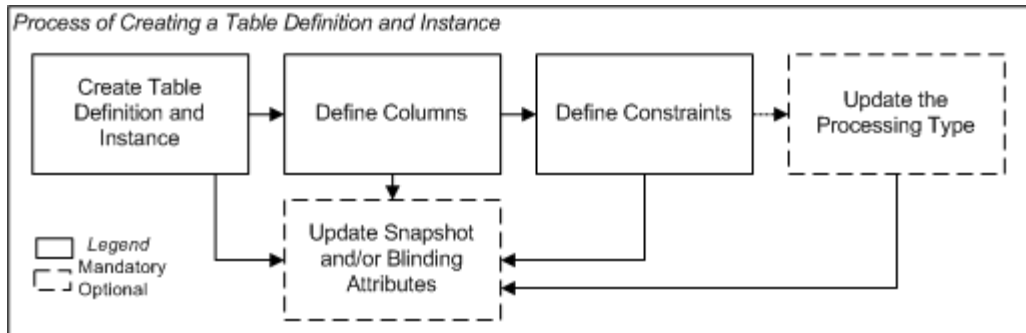 Process of Creating a Table Definition and Instance
Create Table
Definition and
Instance
Define Columns
Define Constraints
Update the
Processing Type
Update Snapshot
and/or Blinding
Attributes
Legend
Mandatory
Optional